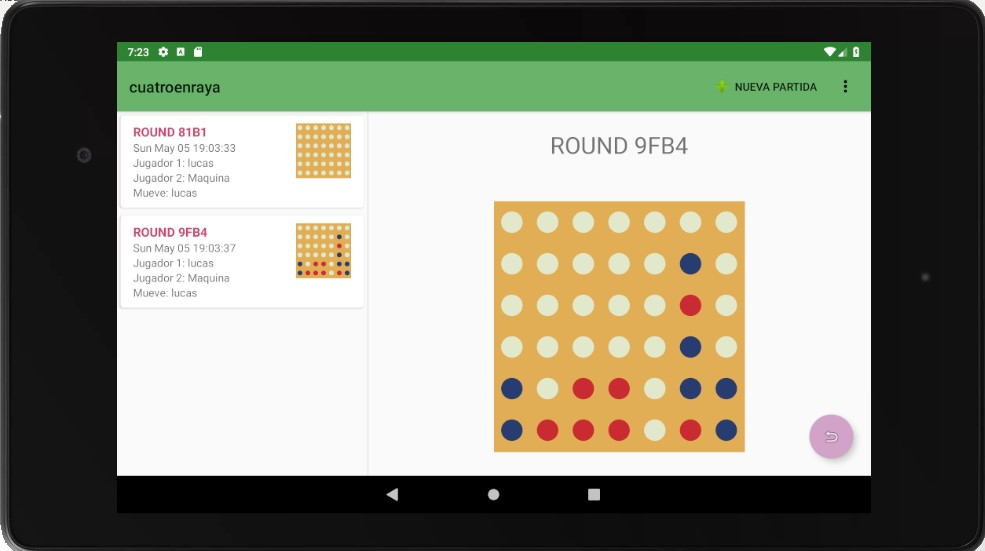 7:23
cuatroenraya
NUEVA PARTIDA
ROUND 81B1
Sun May 05 19:03:33
Jugador 1: lucas
Jugador 2: Maquina
Mueve: lucas
ROUND 9FB4
Sun May 05 19:03:37
Jugador 1: lucas
Jugador 2: Maquina
Mueve: lucas
ROUND 9FB4